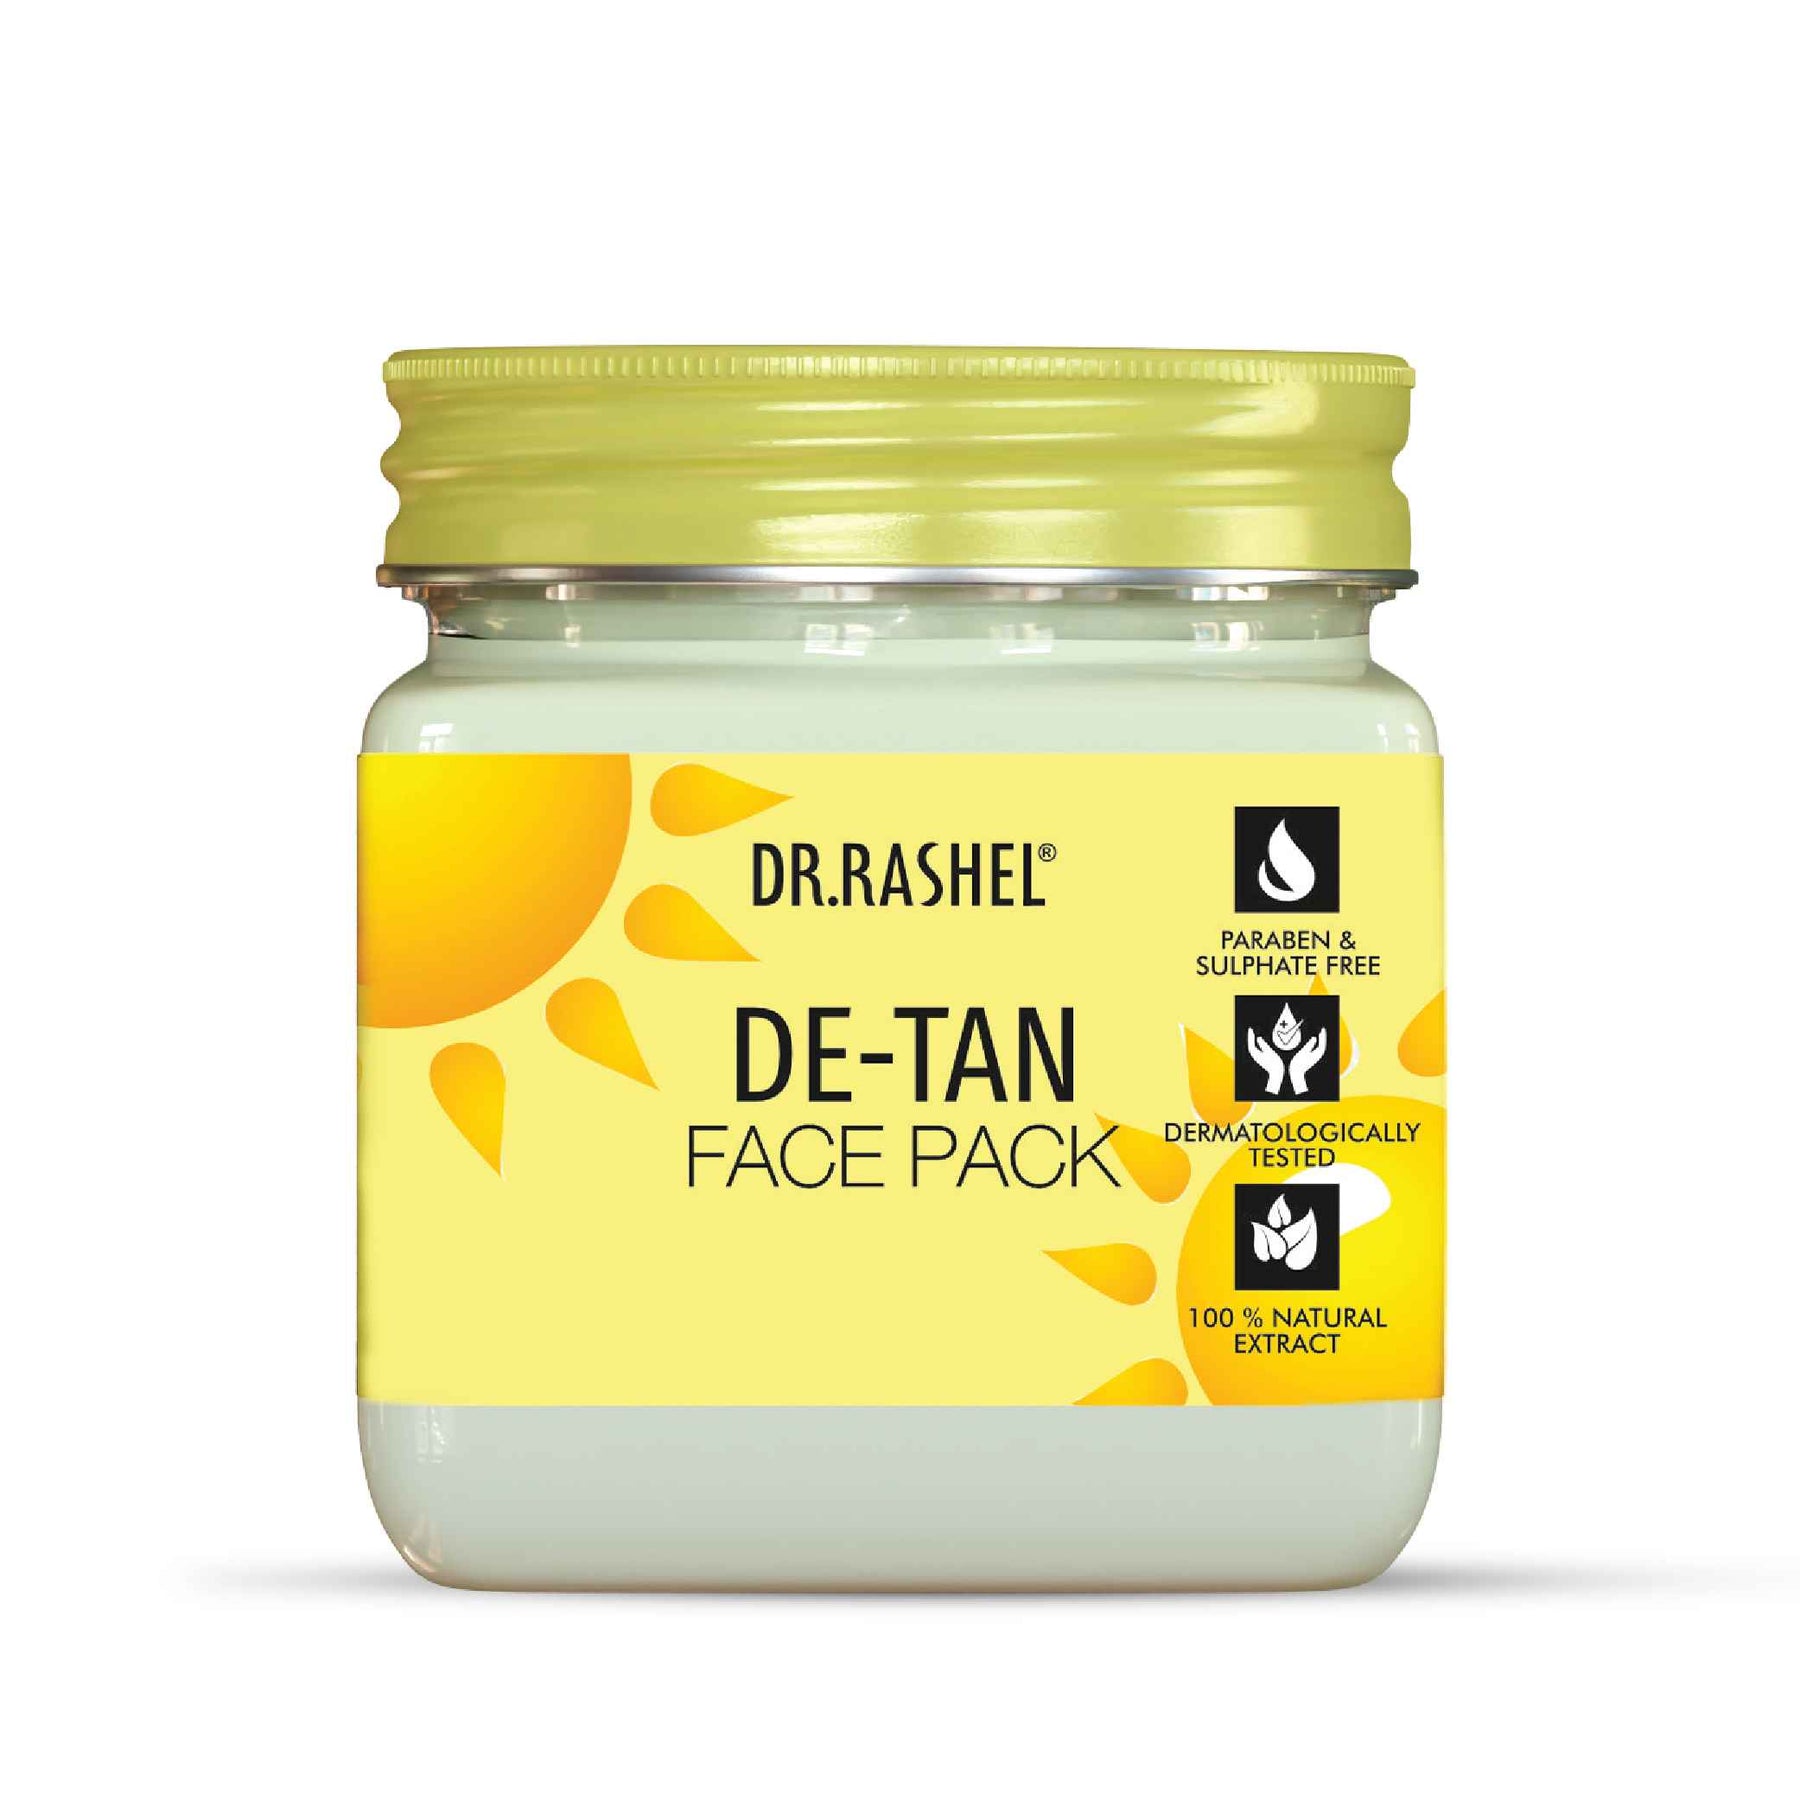 DR.RASHEL®
DE-TAN
FACE PACK
PARABEN &
SULPHATE FREE
DERMATOLOGICALLY
TESTED
100 % NATURAL
EXTRACT